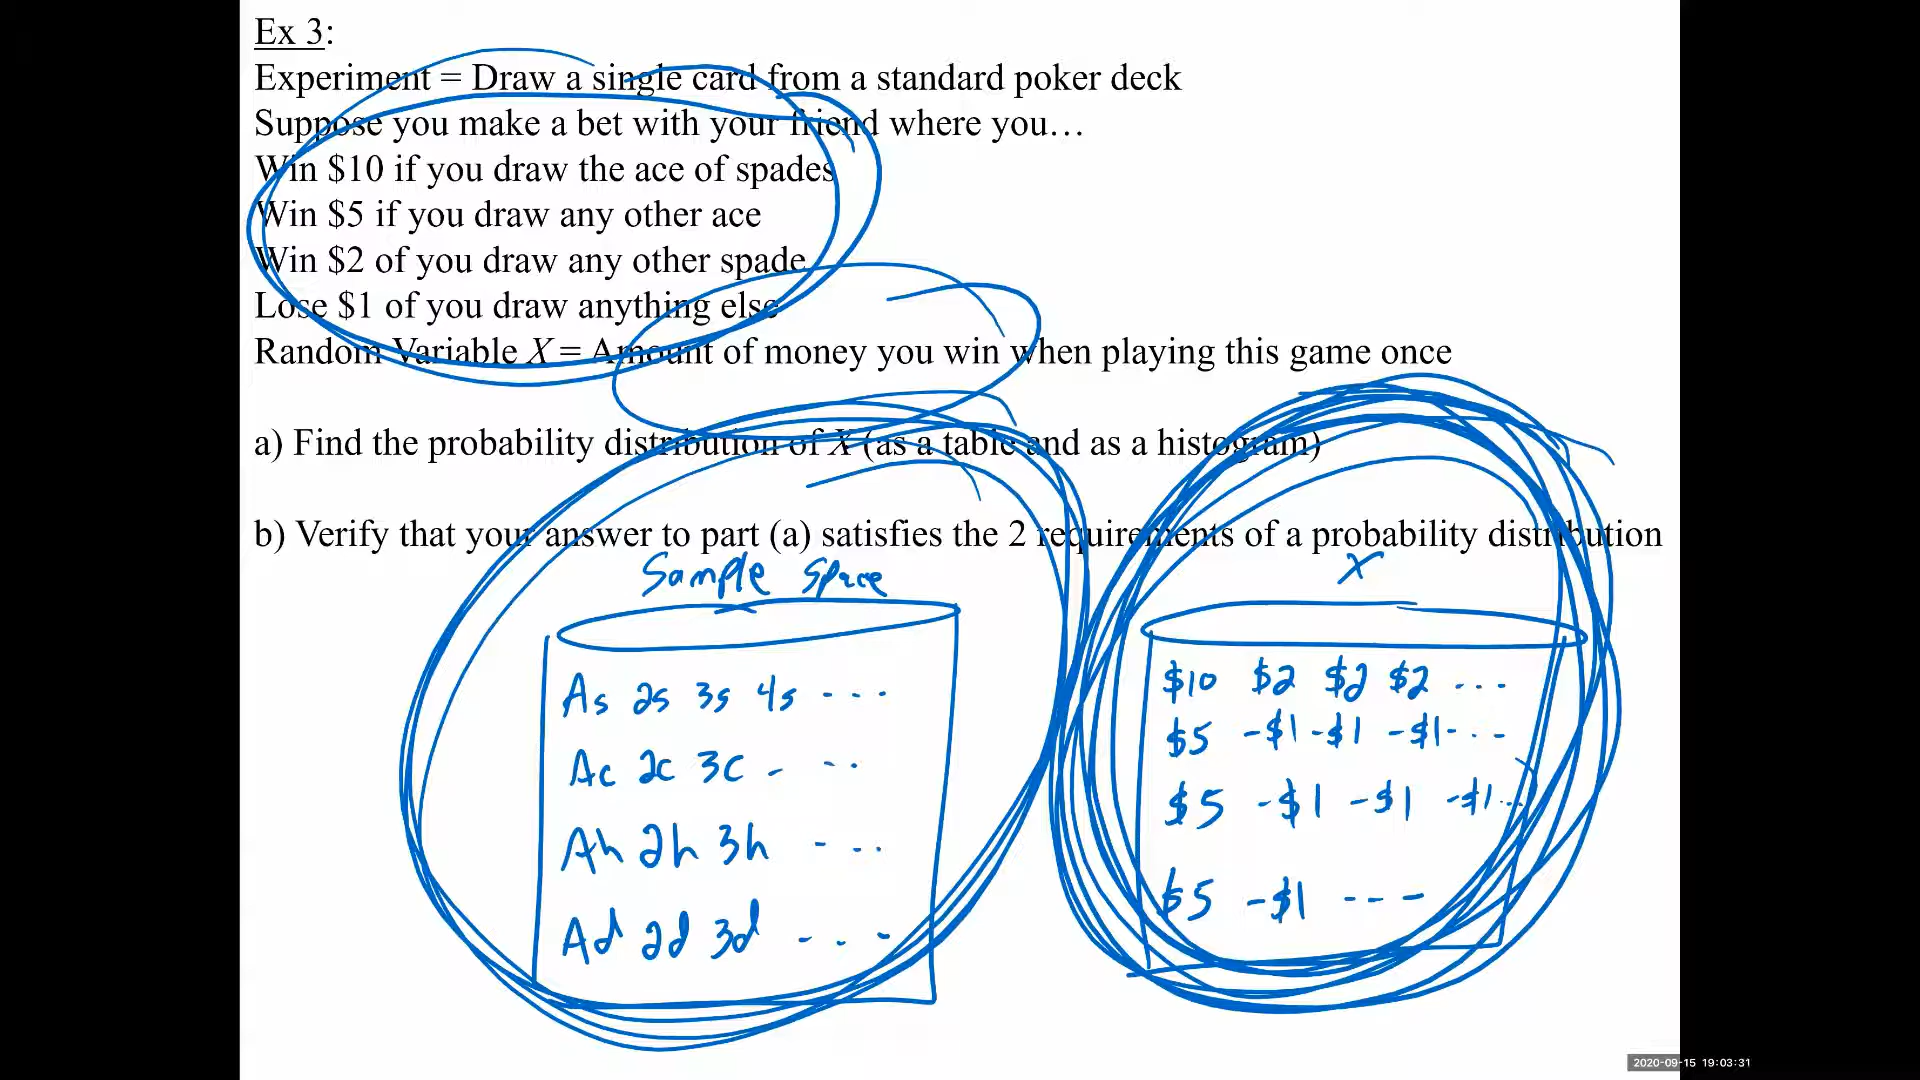 Ex 3:
Experiment = Draw a single card from a standard poker deck
Suppose you make a bet with your friend where you…
Win $10 if you draw the ace of spades
Win $5 if you draw any other ace
Win $2 of you draw any other spade
Lose $1 of you draw anything else
Random Variable X = Amount of money you win when playing this game once
a) Find the probability distribution of X (as a table and as a histogram)
b) Verify that your answer to part (a) satisfies the 2 requirements of a probability distribution
Sample Space
As 2s 3s 4s ...
Ac 2c 3c ...
Ah 2h 3h ...
Ad 2d 3d ...
X
$10 $2 $2 $2 ...
$5 -$1 -$1 -$1 ...
$5 -$1 -$1 -$1 ...
$5 -$1 ...
2020-09-15 19:03:31